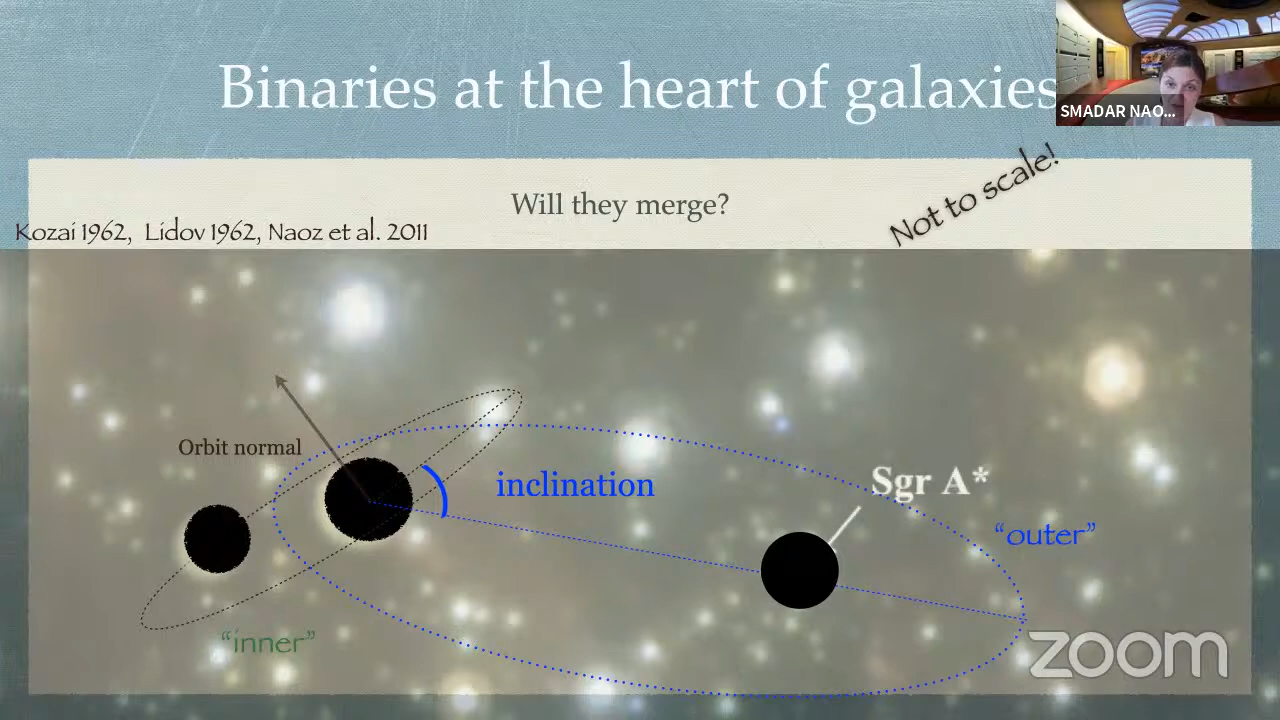 Binaries at the heart of galaxies
SMADAR NAO...
Not to scale!
Will they merge?
Kozai 1962, Lidov 1962, Naoz et al. 2011
Orbit normal
inclination
Sgr A*
"outer"
"inner"
zoom